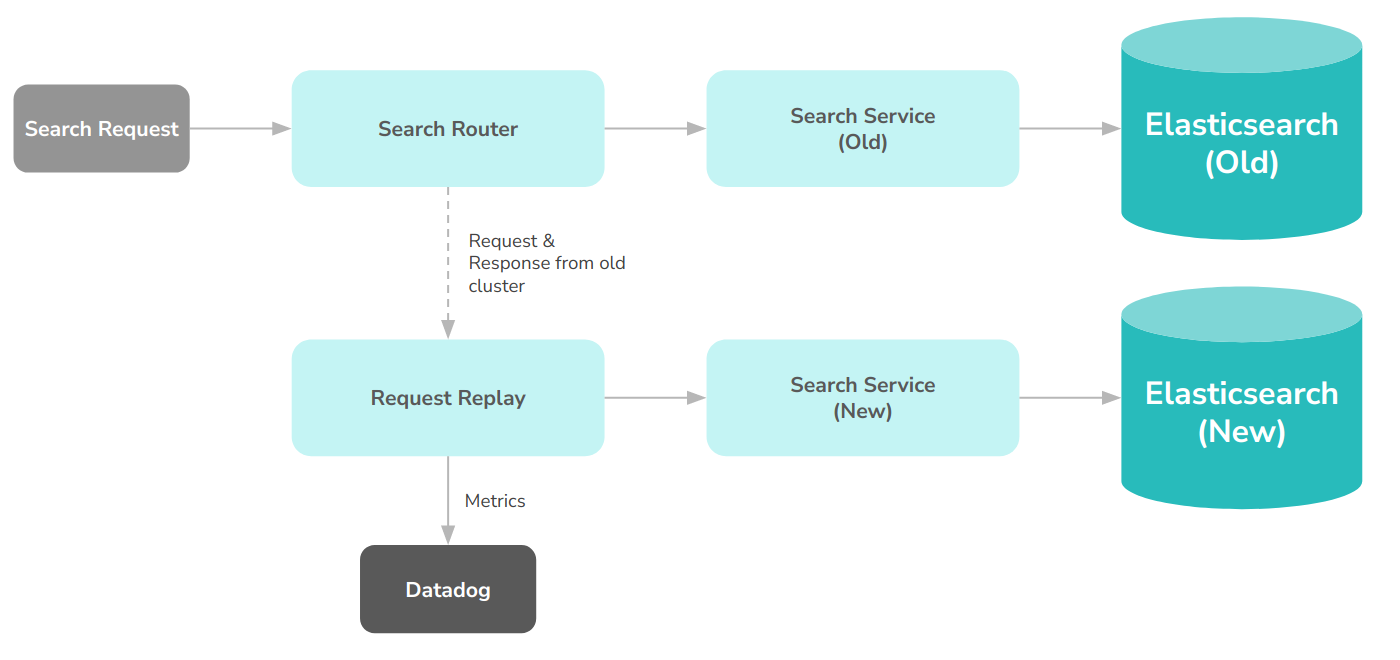 Search Request
Search Router
Search Service
(Old)
Elasticsearch
(Old)
Request &
Response from old
cluster
Request Replay
Search Service
(New)
Elasticsearch
(New)
Metrics
Datadog